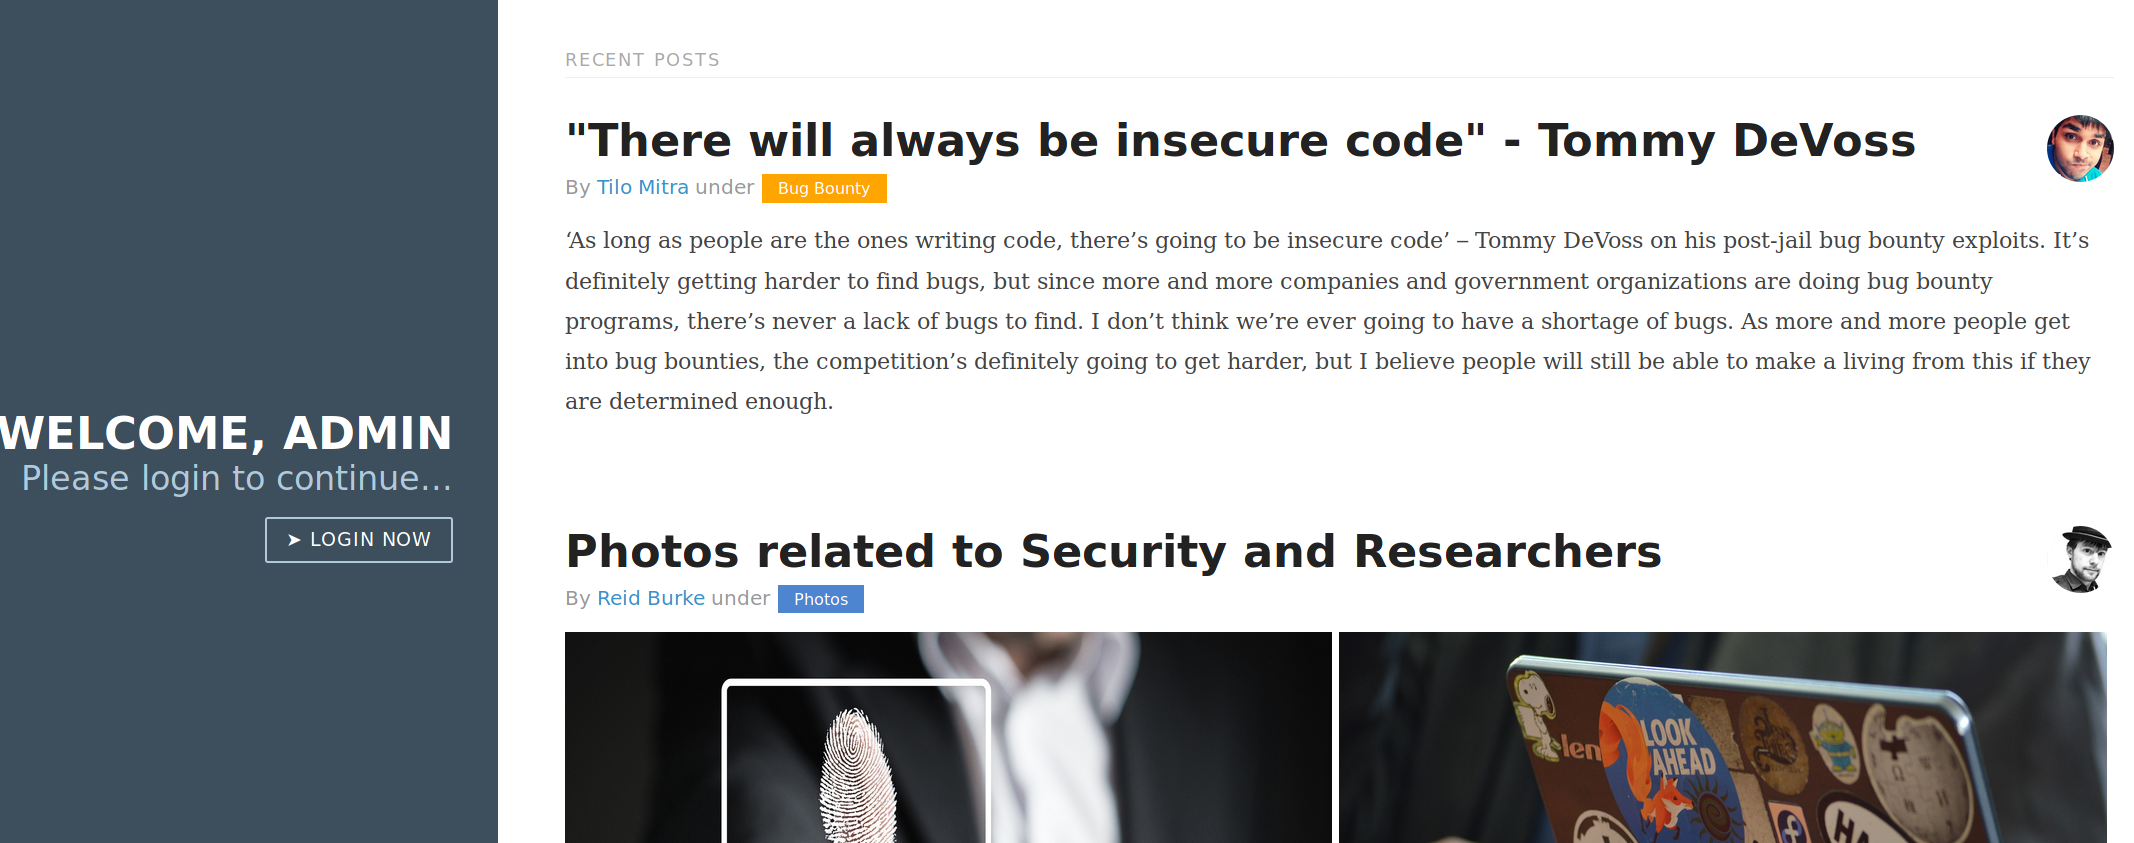 WELCOME, ADMIN
Please login to continue...
➤ LOGIN NOW
RECENT POSTS
"There will always be insecure code" - Tommy DeVoss
By Tilo Mitra under Bug Bounty
‘As long as people are the ones writing code, there’s going to be insecure code’ – Tommy DeVoss on his post-jail bug bounty exploits. It’s
definitely getting harder to find bugs, but since more and more companies and government organizations are doing bug bounty
programs, there’s never a lack of bugs to find. I don’t think we’re ever going to have a shortage of bugs. As more and more people get
into bug bounties, the competition’s definitely going to get harder, but I believe people will still be able to make a living from this if they
are determined enough.
Photos related to Security and Researchers
By Reid Burke under Photos
LOOK
AHEAD